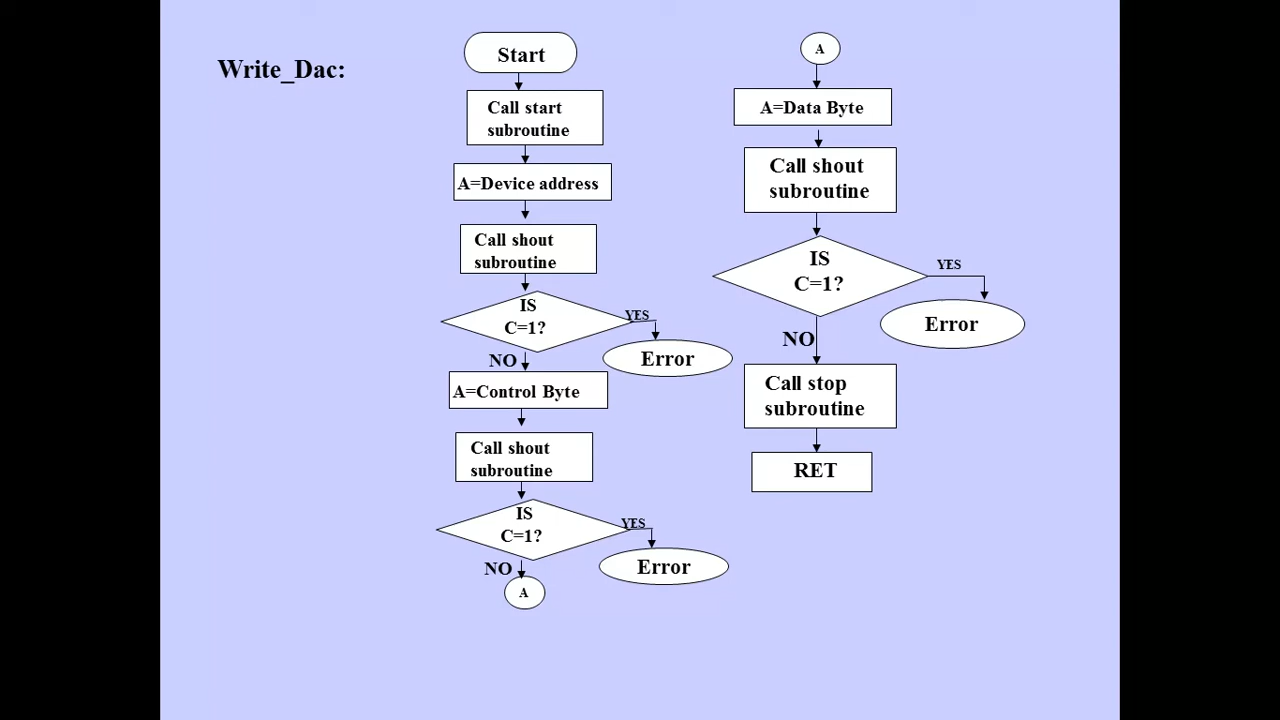 Write_Dac:
Start
Call start
subroutine
A=Device address
Call shout
subroutine
IS
C=1?
YES
Error
NO
A=Control Byte
Call shout
subroutine
IS
C=1?
YES
Error
NO
A
A
A=Data Byte
Call shout
subroutine
IS
C=1?
YES
Error
NO
Call stop
subroutine
RET